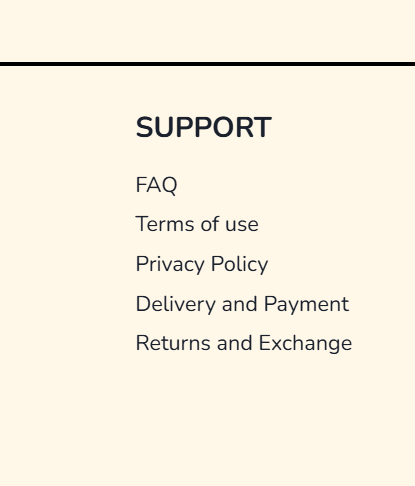 SUPPORT
FAQ
Terms of use
Privacy Policy
Delivery and Payment
Returns and Exchange